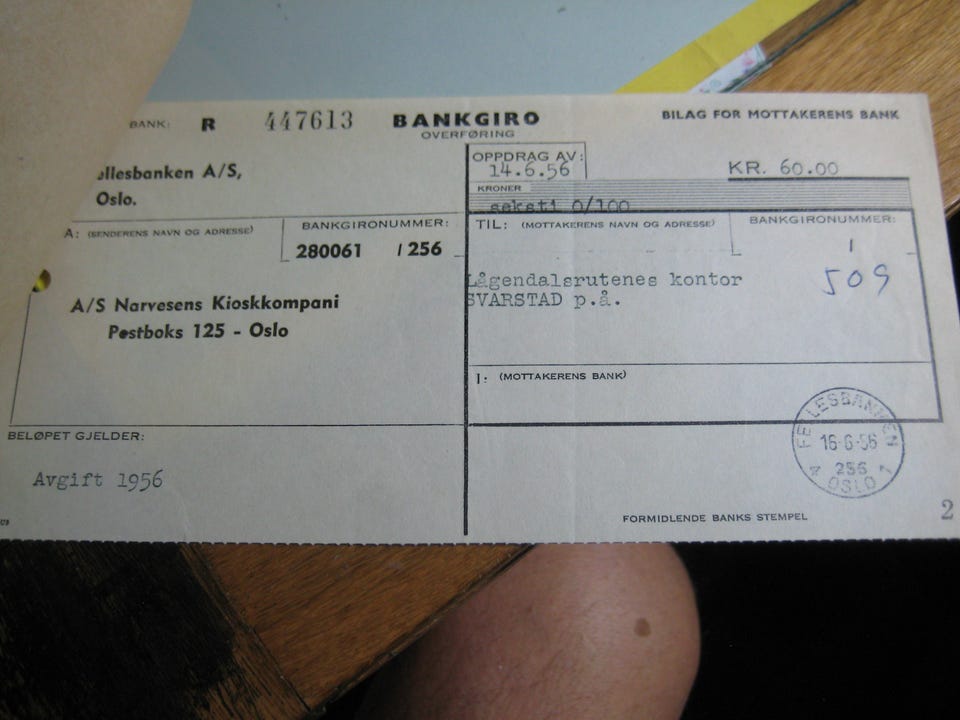 BANK: R 447613 BANKGIRO
OVERFØRING
BILAG FOR MOTTAKERENS BANK
ellesbanken A/S,
Oslo.
OPPDRAG AV:
14.6.56
KR. 60.00
KRONER
seksti 0/100
A: (SENDERENS NAVN OG ADRESSE)
BANKGIRONUMMER:
280061 / 256
TIL: (MOTTAKERENS NAVN OG ADRESSE)
BANKGIRONUMMER:
509
A/S Narvesens Kioskkompani
Postboks 125 - Oslo
Lågendalsrutenes kontor
SVARSTAD p.å.
I: (MOTTAKERENS BANK)
BELØPET GJELDER:
Avgift 1956
FELLESBANKEN
16-6-56
256
OSLO
FORMIDLENDE BANKS STEMPEL
2